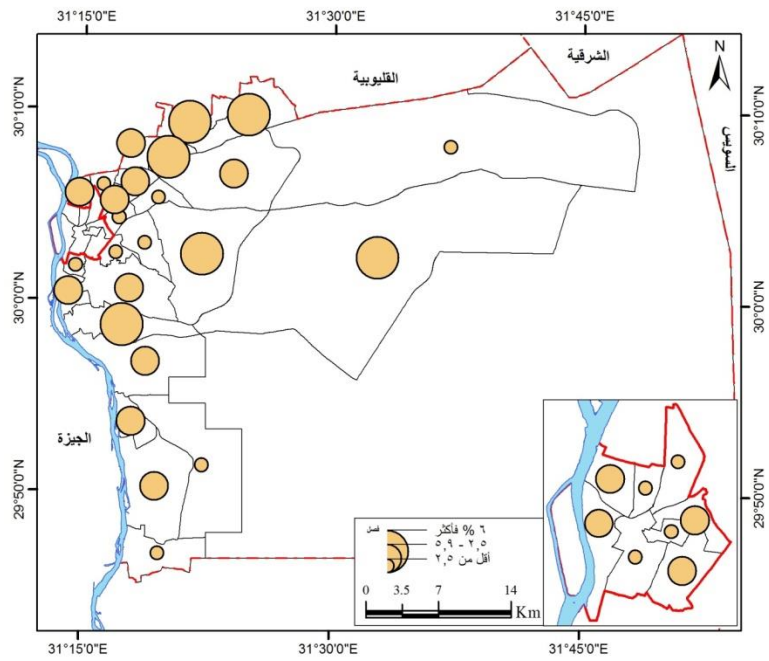 31°15'0"E 31°30'0"E 31°45'0"E
الشرقية
القليوبية
N
30°10'0"N 30°10'0"N
السويس
30°0'0"N 30°0'0"N
الجيزة
29°50'0"N 29°50'0"N
٦ % فأكثر
٢,٥ - ٥,٩
أقل من ٢,٥
0 3.5 7 14
Km
31°15'0"E 31°30'0"E 31°45'0"E